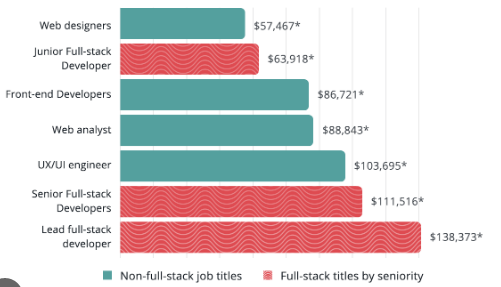 Web designers
$57,467*
Junior Full-stack
Developer
$63,918*
Front-end Developers
$86,721*
Web analyst
$88,843*
UX/UI engineer
$103,695*
Senior Full-stack
Developers
$111,516*
Lead full-stack
developer
$138,373*
Non-full-stack job titles
Full-stack titles by seniority